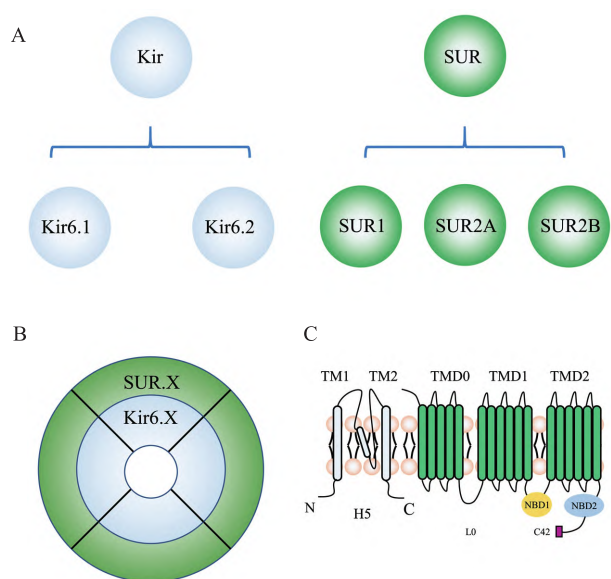 A
Kir
SUR
Kir6.1
Kir6.2
SUR1
SUR2A
SUR2B
B
SUR.X
Kir6.X
C
TM1
TM2
TMD0
TMD1
TMD2
N
H5
C
L0
NBD1
C42
NBD2